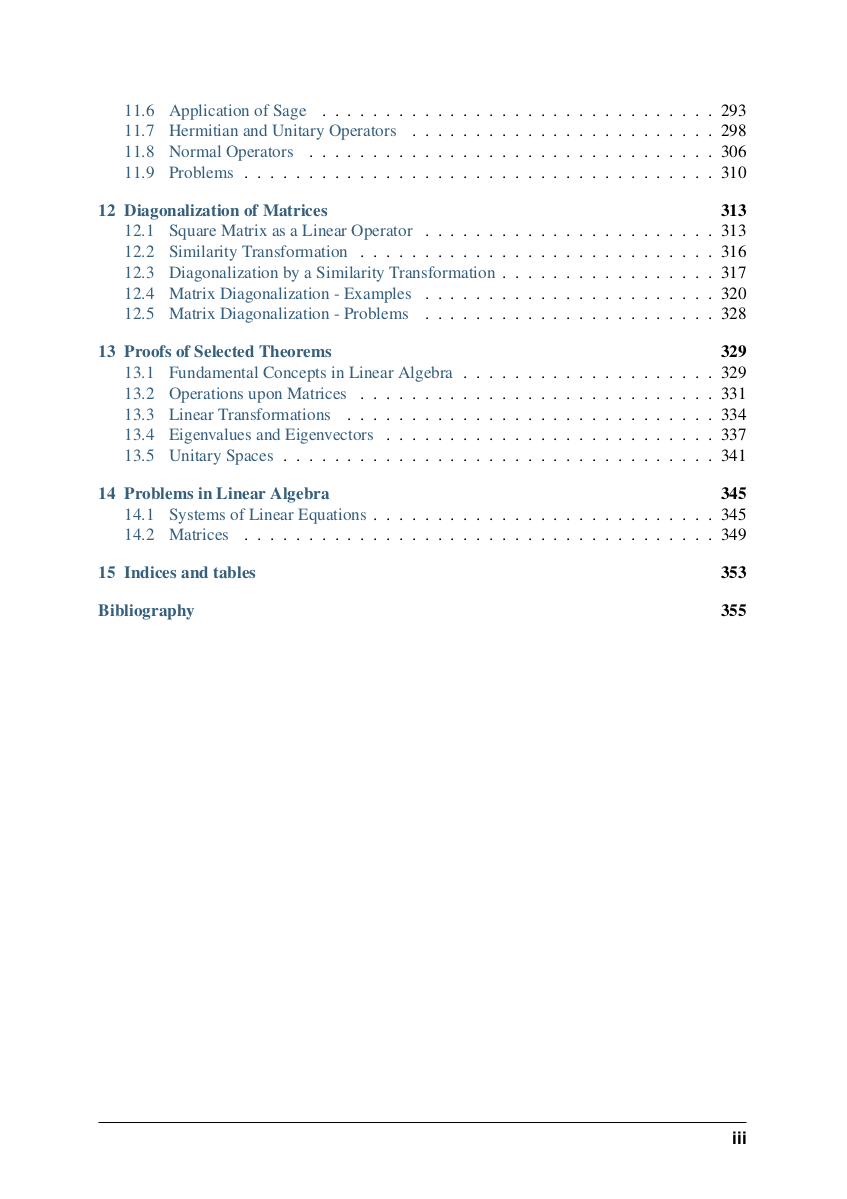 11.6 Application of Sage . . . . . . . . . . . . . . . . . . . . . . . . . . . . . . . 293
11.7 Hermitian and Unitary Operators . . . . . . . . . . . . . . . . . . . . . . . . 298
11.8 Normal Operators . . . . . . . . . . . . . . . . . . . . . . . . . . . . . . . . 306
11.9 Problems . . . . . . . . . . . . . . . . . . . . . . . . . . . . . . . . . . . . . 310
12 Diagonalization of Matrices 313
12.1 Square Matrix as a Linear Operator . . . . . . . . . . . . . . . . . . . . . . . 313
12.2 Similarity Transformation . . . . . . . . . . . . . . . . . . . . . . . . . . . . 316
12.3 Diagonalization by a Similarity Transformation . . . . . . . . . . . . . . . . . 317
12.4 Matrix Diagonalization - Examples . . . . . . . . . . . . . . . . . . . . . . . 320
12.5 Matrix Diagonalization - Problems . . . . . . . . . . . . . . . . . . . . . . . 328
13 Proofs of Selected Theorems 329
13.1 Fundamental Concepts in Linear Algebra . . . . . . . . . . . . . . . . . . . . 329
13.2 Operations upon Matrices . . . . . . . . . . . . . . . . . . . . . . . . . . . . 331
13.3 Linear Transformations . . . . . . . . . . . . . . . . . . . . . . . . . . . . . 334
13.4 Eigenvalues and Eigenvectors . . . . . . . . . . . . . . . . . . . . . . . . . . 337
13.5 Unitary Spaces . . . . . . . . . . . . . . . . . . . . . . . . . . . . . . . . . . 341
14 Problems in Linear Algebra 345
14.1 Systems of Linear Equations . . . . . . . . . . . . . . . . . . . . . . . . . . . 345
14.2 Matrices . . . . . . . . . . . . . . . . . . . . . . . . . . . . . . . . . . . . . 349
15 Indices and tables 353
Bibliography 355
iii